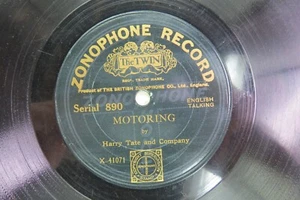 ZONOPHONE RECORD
The TWIN
REGD. TRADE MARK.
Product of THE BRITISH ZONOPHONE CO., Ltd., England.
Serial 890
ENGLISH
TALKING
MOTORING
by
Harry Tate and Company
X-41071